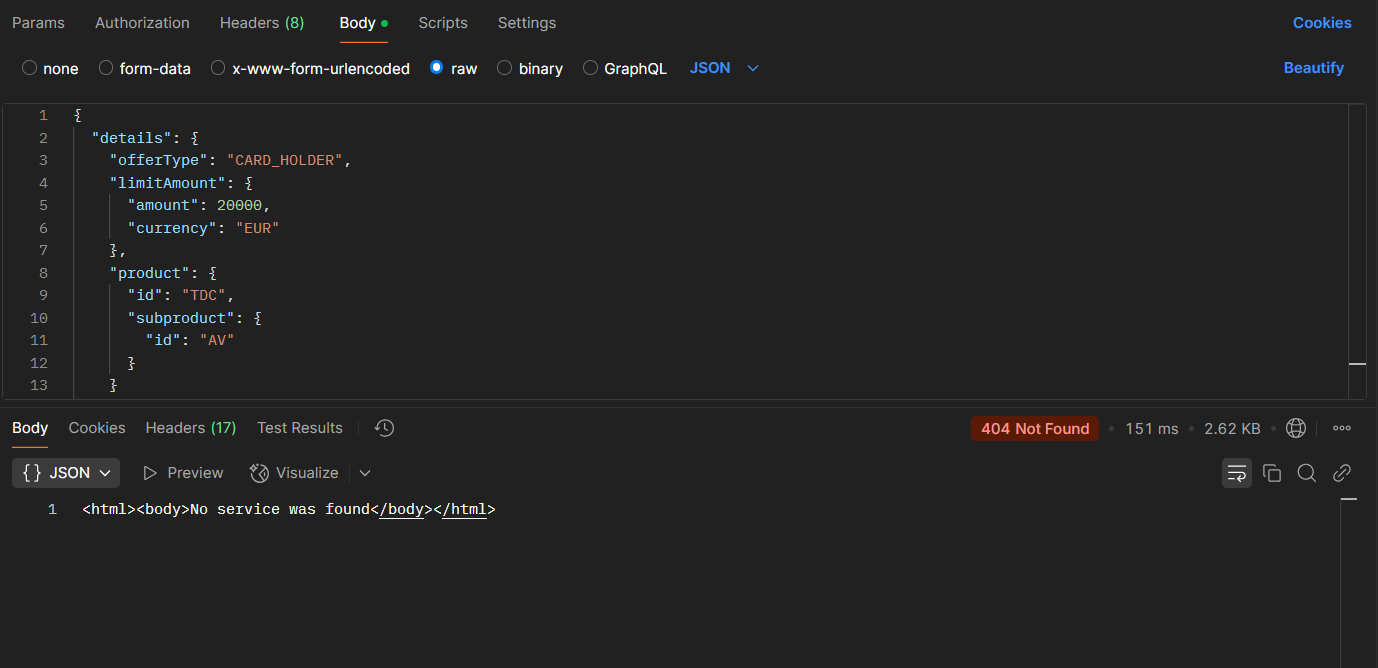 Params Authorization Headers (8) Body Scripts Settings Cookies
none form-data x-www-form-urlencoded raw binary GraphQL JSON Beautify
1 {
2 "details": {
3 "offerType": "CARD_HOLDER",
4 "limitAmount": {
5 "amount": 20000,
6 "currency": "EUR"
7 },
8 "product": {
9 "id": "TDC",
10 "subproduct": {
11 "id": "AV"
12 }
13 }
Body Cookies Headers (17) Test Results 404 Not Found • 151 ms • 2.62 KB •
{} JSON Preview Visualize
1 <html><body>No service was found</body></html>